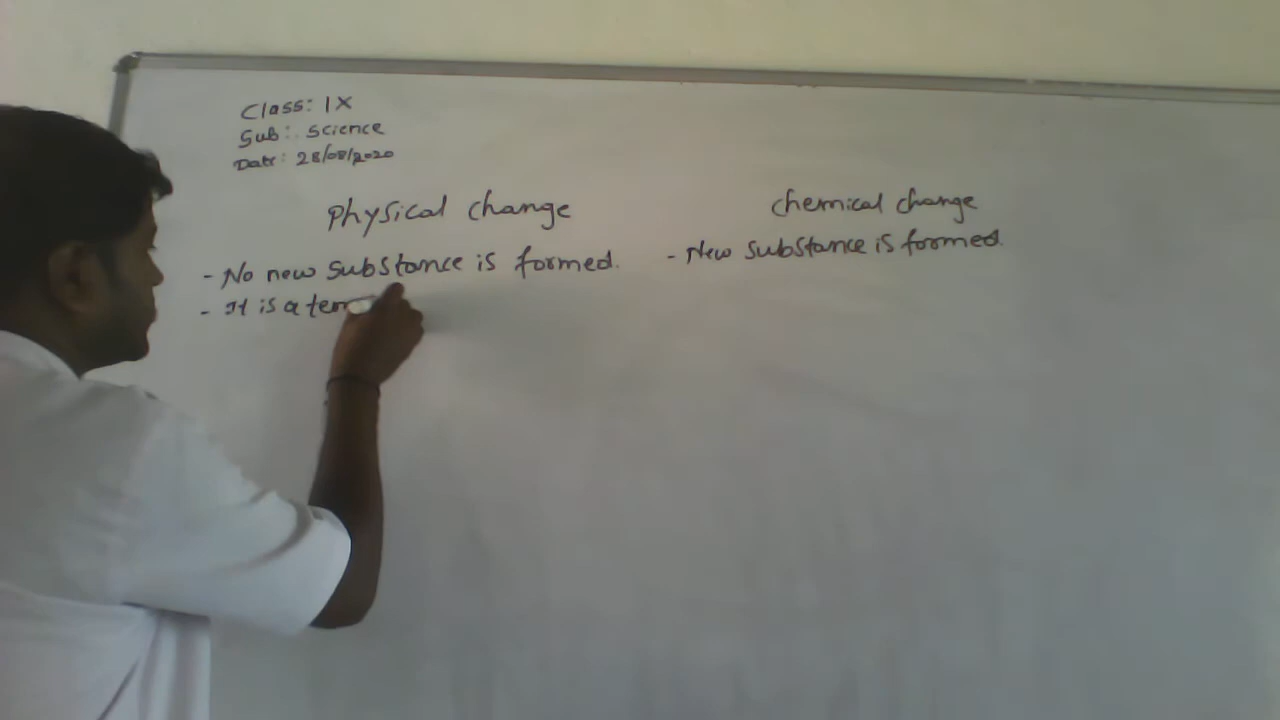 Class: IX
Sub: Science
Date: 28/08/2020
Physical change
chemical change
- No new substance is formed.
- New substance is formed.
- It is a tem